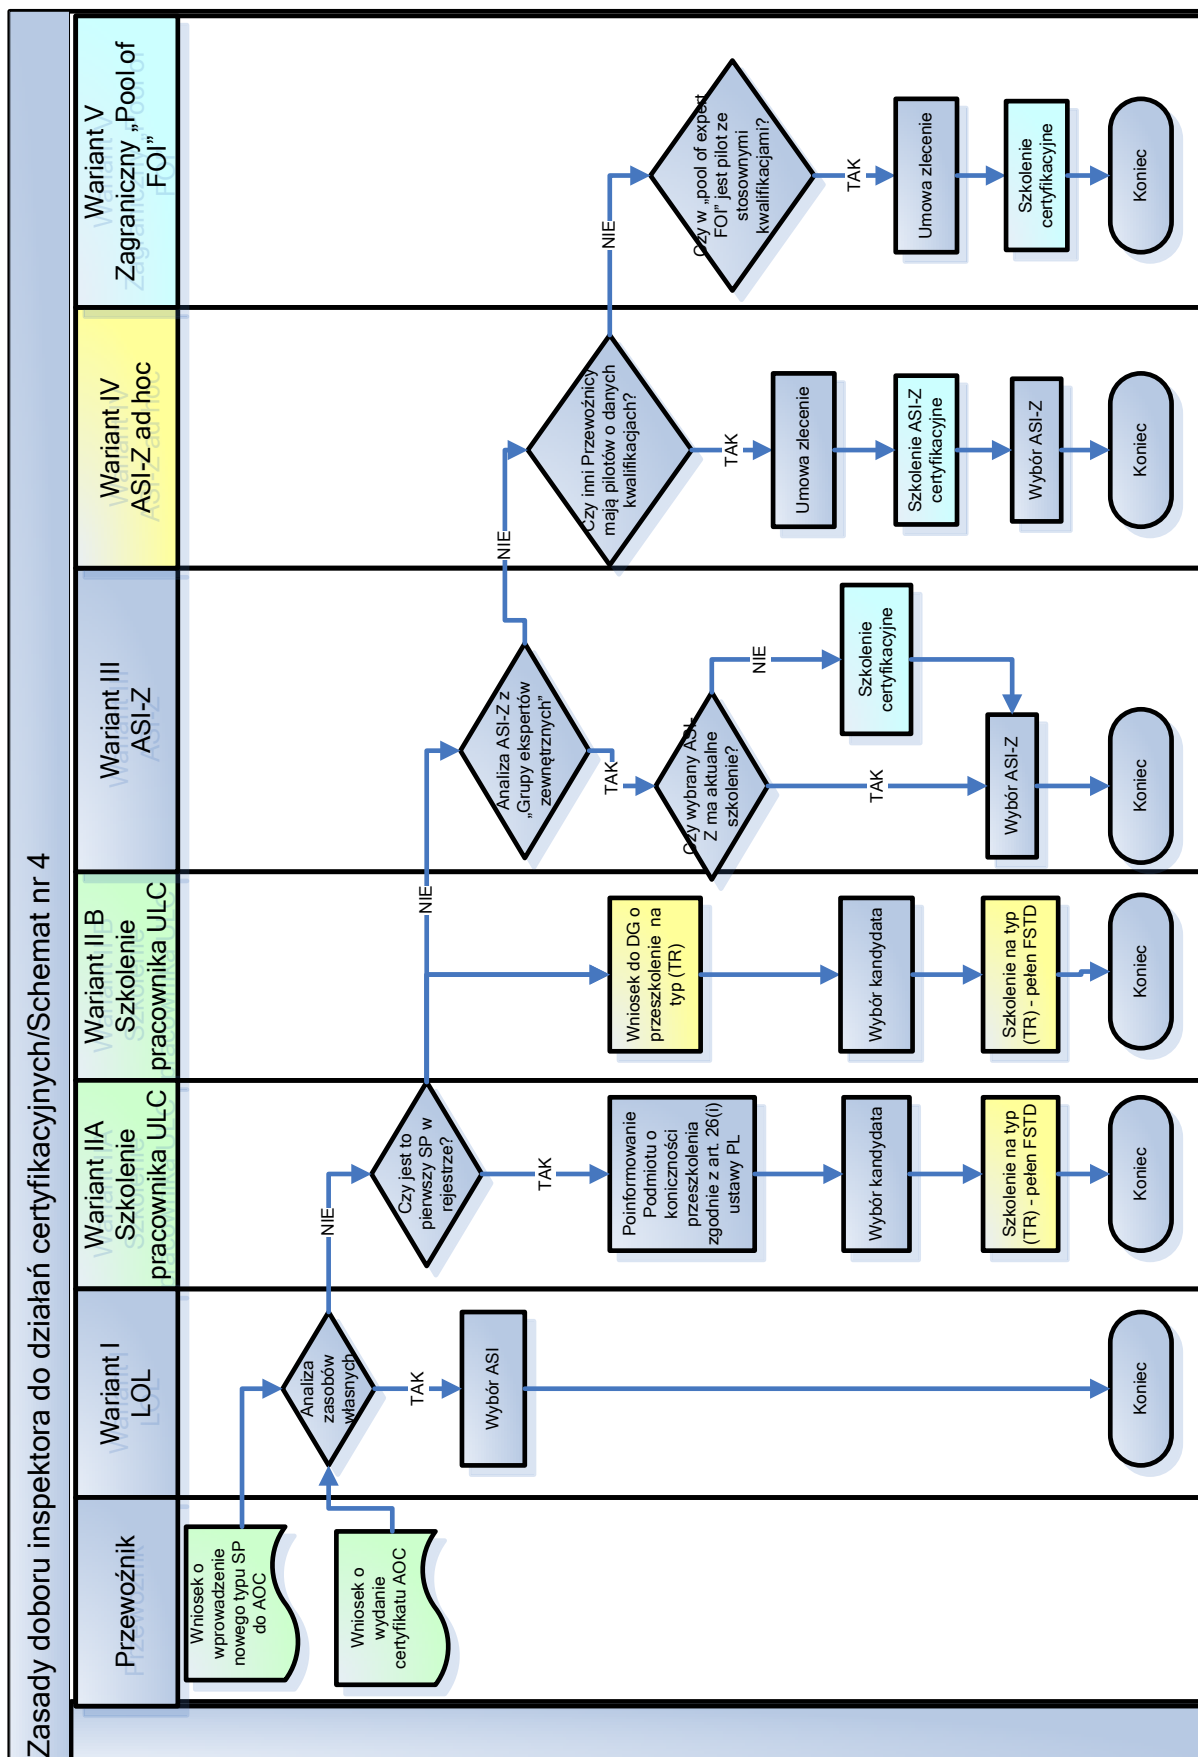 Zasady doboru inspektora do działań certyfikacyjnych/Schemat nr 4
Przewoźnik
Wniosek o
wprowadzenie
nowego typu SP
do AOC
Wniosek o
wydanie
certyfikatu AOC
Wariant I
LOL
Analiza
zasobów
własnych
NIE
TAK
Wybór ASI
Koniec
Wariant IIA
Szkolenie
pracownika ULC
Czy jest to
pierwszy SP w
rejestrze?
TAK
Poinformowanie
Podmiotu o
koniczności
przeszkolenia
zgodnie z art. 26(i)
ustawy PL
Wybór kandydata
Szkolenie na typ
(TR) - pełen FSTD
Koniec
Wariant II B
Szkolenie
pracownika ULC
NIE
Wniosek do DG o
przeszkolenie na
typ (TR)
Wybór kandydata
Szkolenie na typ
(TR) - pełen FSTD
Koniec
Wariant III
ASI-Z
Analiza ASI-Z z
„Grupy ekspertów
zewnętrznych”
NIE
TAK
Czy wybrany ASI-
Z ma aktualne
szkolenie?
NIE
Szkolenie
certyfikacyjne
TAK
Wybór ASI-Z
Koniec
Wariant IV
ASI-Z ad hoc
Czy inni Przewoźnicy
mają pilotów o danych
kwalifikacjach?
NIE
TAK
Umowa zlecenie
Szkolenie ASI-Z
certyfikacyjne
Wybór ASI-Z
Koniec
Wariant V
Zagraniczny „Pool of
FOI”
Czy w „pool of expert
FOI” jest pilot ze
stosownymi
kwalifikacjami?
TAK
Umowa zlecenie
Szkolenie
certyfikacyjne
Koniec